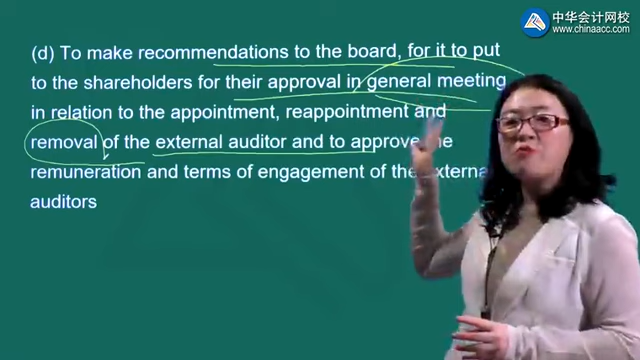 中华会计网校
www.chinaacc.com
(d) To make recommendations to the board, for it to put
to the shareholders for their approval in general meeting
in relation to the appointment, reappointment and
removal of the external auditor and to approve the
remuneration and terms of engagement of the external
auditors